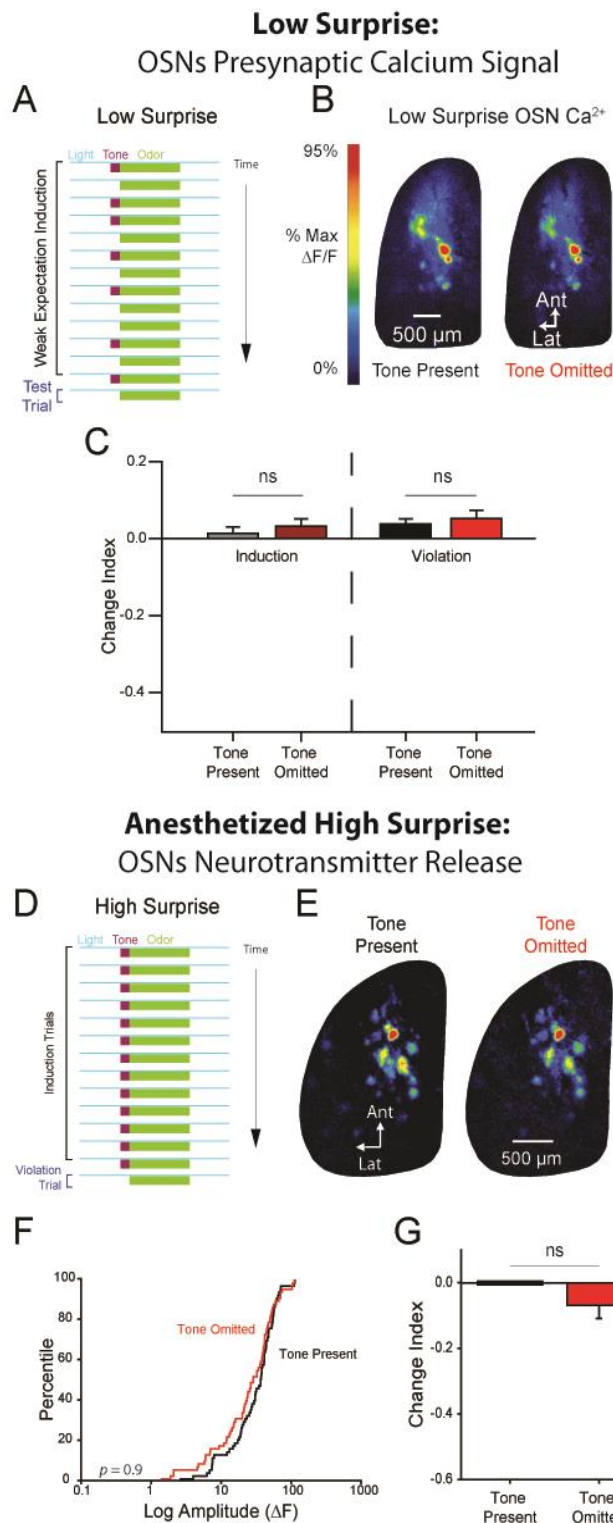 Low Surprise:
OSNs Presynaptic Calcium Signal
A
Low Surprise
Light Tone Odor
Time
Weak Expectation Induction
Test
Trial
B
Low Surprise OSN Ca2+
95%
% Max
ΔF/F
0%
500 µm
Ant
Lat
Tone Present
Tone Omitted
C
Change Index
0.2
0.0
-0.2
-0.4
ns
ns
Induction
Violation
Tone Tone Tone Tone
Present Omitted Present Omitted
Anesthetized High Surprise:
OSNs Neurotransmitter Release
D
High Surprise
Light Tone Odor
Time
Induction Trials
Violation
Trial
E
Tone
Present
Tone
Omitted
Ant
Lat
500 µm
F
Percentile
100
80
60
40
20
0
Tone Omitted
Tone Present
p = 0.9
0.1 1 10 100 1000
Log Amplitude (ΔF)
G
ns
Change Index
0.0
-0.2
-0.4
-0.6
Tone Tone
Present Omitte